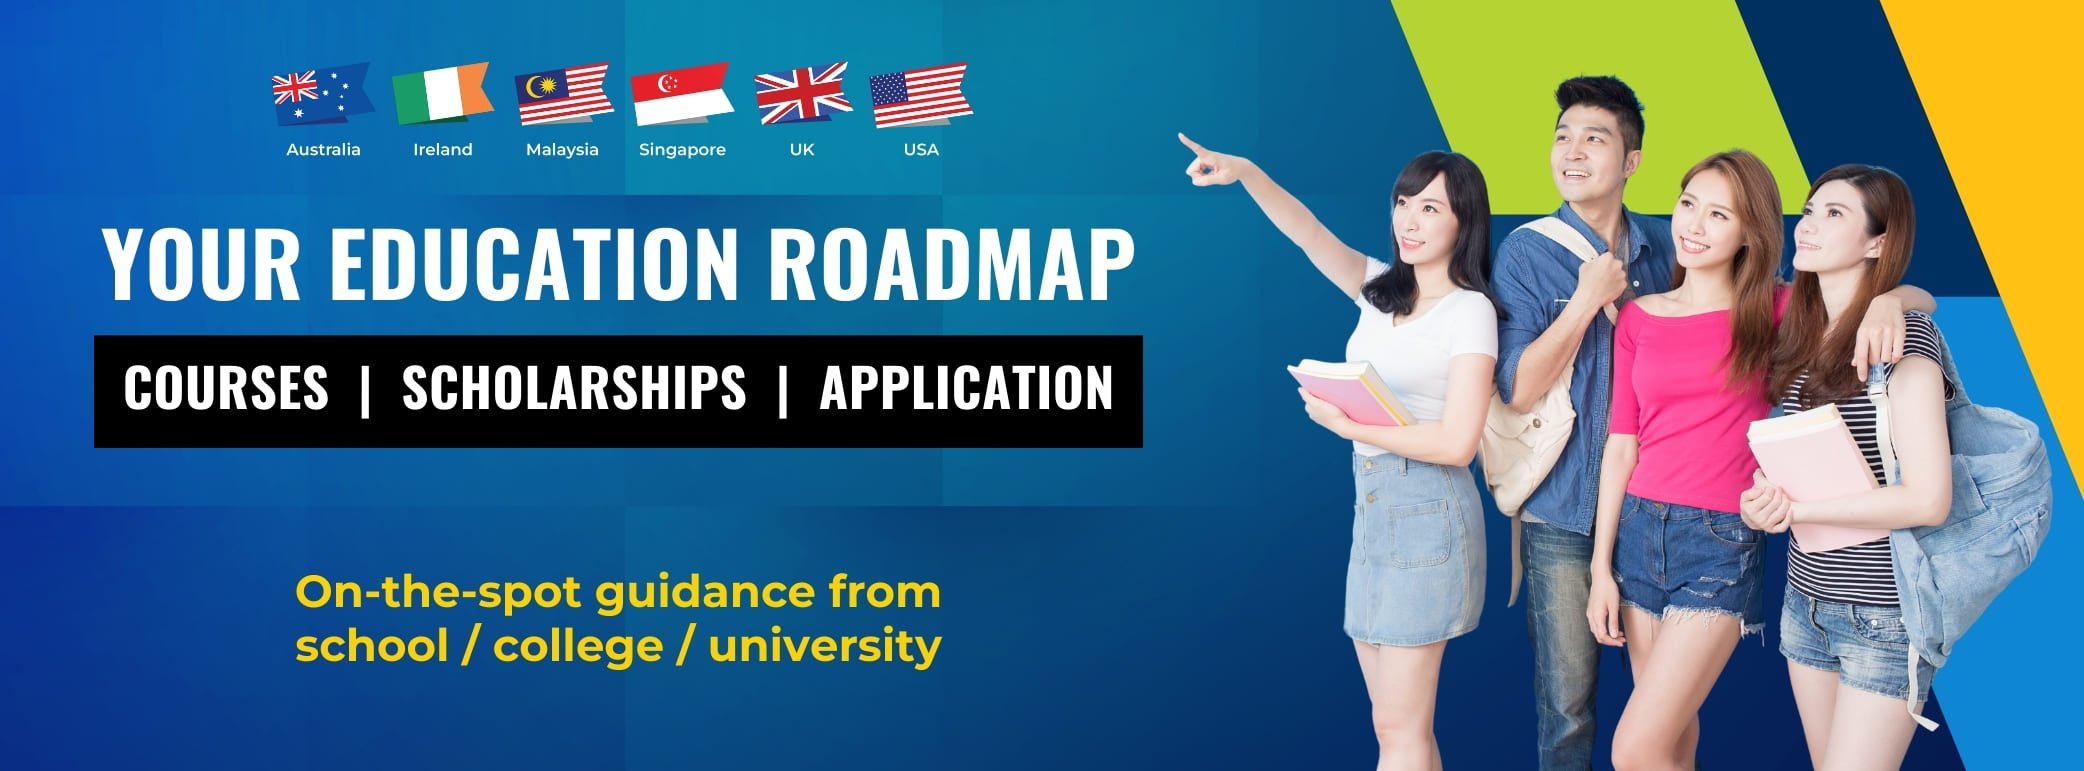 Australia Ireland Malaysia Singapore UK USA
YOUR EDUCATION ROADMAP
COURSES | SCHOLARSHIPS | APPLICATION
On-the-spot guidance from
school / college / university